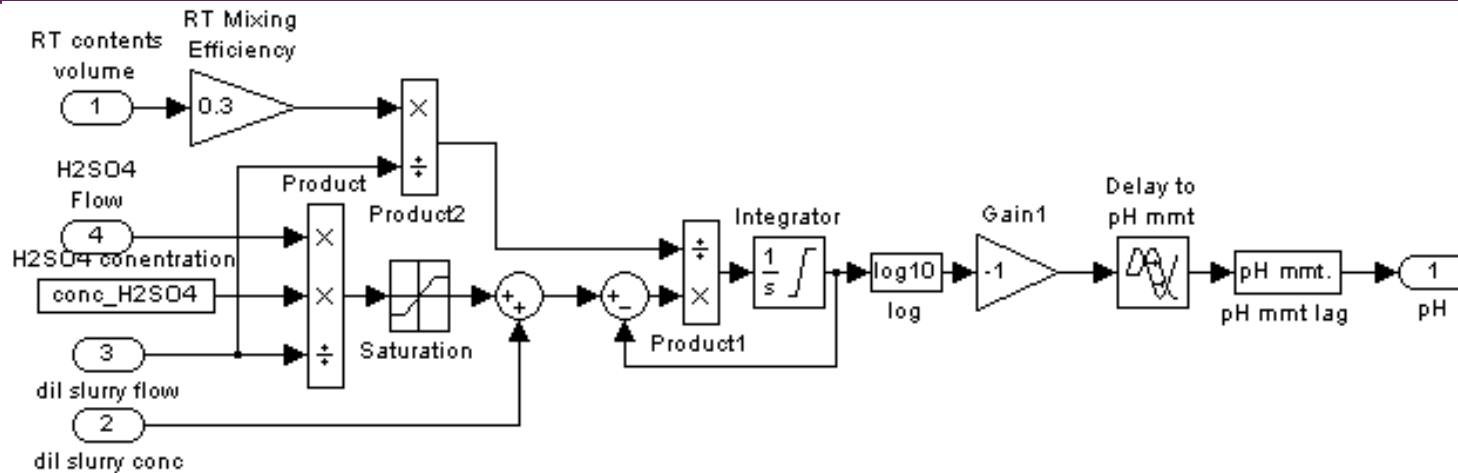 RT Mixing
Efficiency
RT contents
volume
1
0.3
×
÷
H2SO4
Flow
4
Product
Product2
×
H2SO4 conentration
conc_H2SO4
×
3
÷
dil slurry flow
2
dil slurry conc
Saturation
+
+
+
−
Product1
÷
×
Integrator
1
s
log10
log
Gain1
-1
Delay to
pH mmt
pH mmt.
pH mmt lag
1
pH